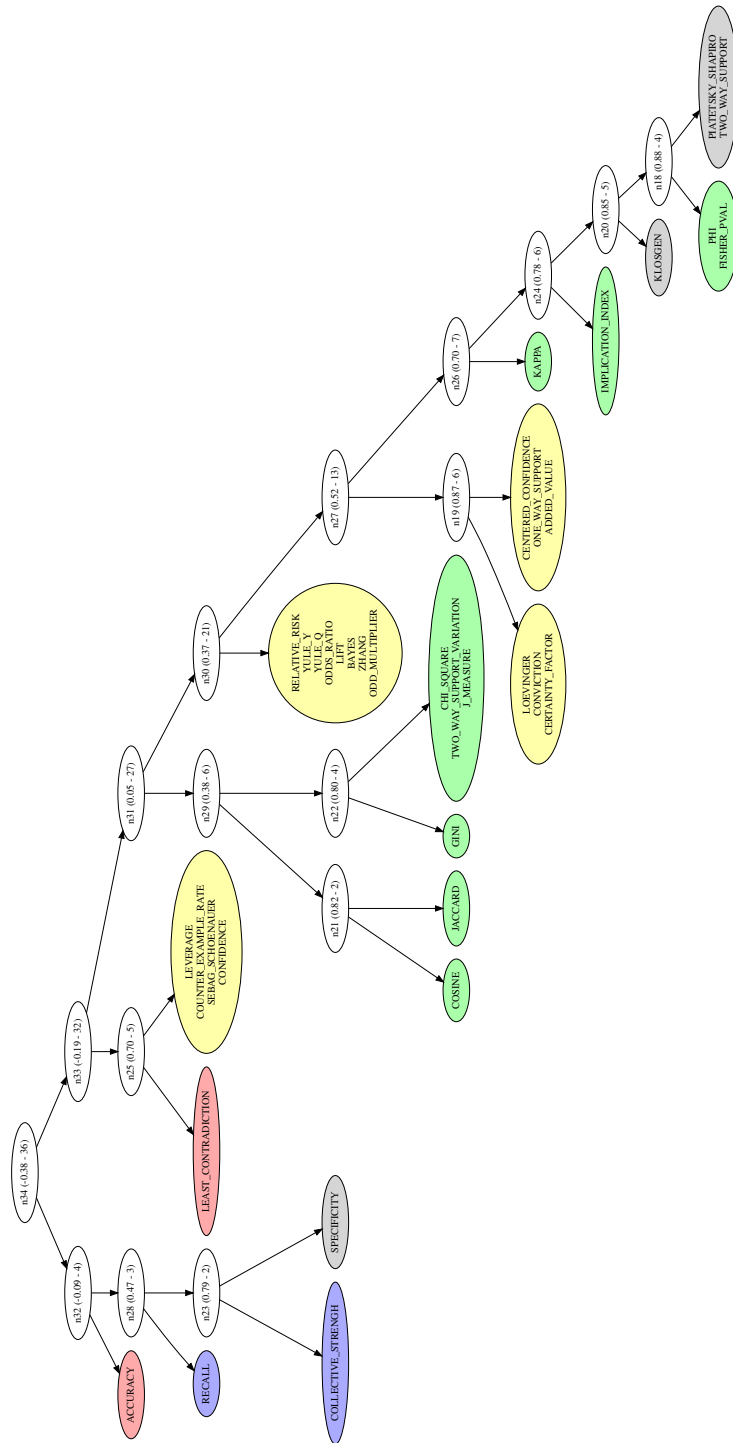 n34 (-0.38 - 36)
n32 (-0.09 - 4)
n33 (-0.19 - 32)
ACCURACY
n28 (0.47 - 3)
n25 (0.70 - 5)
n31 (0.05 - 27)
RECALL
n23 (0.79 - 2)
LEAST_CONTRADICTION
LEVERAGE
COUNTER_EXAMPLE_RATE
SEBAG_SCHOENAUER
CONFIDENCE
n29 (0.38 - 6)
n30 (0.37 - 21)
COLLECTIVE_STRENGH
SPECIFICITY
n21 (0.82 - 2)
n22 (0.80 - 4)
RELATIVE_RISK
YULE_Y
YULE_Q
ODDS_RATIO
LIFT
BAYES
ZHANG
ODD_MULTIPLIER
n27 (0.52 - 13)
COSINE
JACCARD
GINI
CHI_SQUARE
TWO_WAY_SUPPORT_VARIATION
J_MEASURE
n19 (0.87 - 6)
n26 (0.70 - 7)
LOEVINGER
CONVICTION
CERTAINTY_FACTOR
CENTERED_CONFIDENCE
ONE_WAY_SUPPORT
ADDED_VALUE
KAPPA
n24 (0.78 - 6)
IMPLICATION_INDEX
n20 (0.85 - 5)
KLOSGEN
n18 (0.88 - 4)
PHI
FISHER_PVAL
PIATETSKY_SHAPIRO
TWO_WAY_SUPPORT